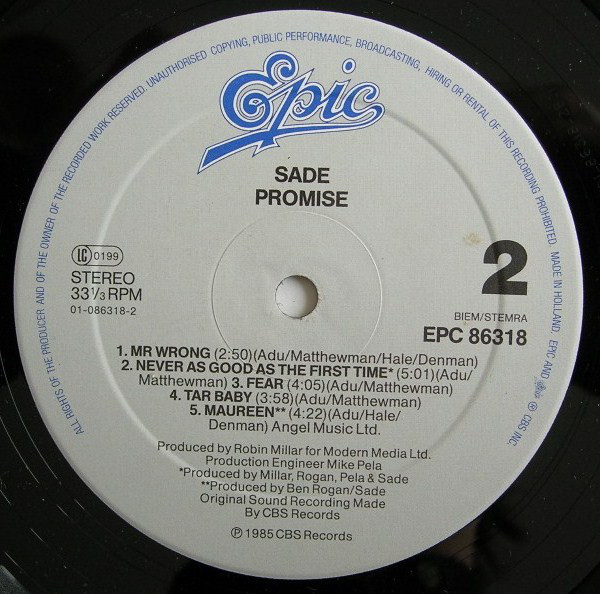 ALL RIGHTS OF THE PRODUCER AND OF THE OWNER OF THE RECORDED WORK RESERVED. UNAUTHORISED COPYING, PUBLIC PERFORMANCE, BROADCASTING, HIRING OR RENTAL OF THIS RECORDING PROHIBITED. MADE IN HOLLAND. EPIC AND ® CBS INC.
Epic
SADE
PROMISE
LC 0199
STEREO
33⅓ RPM
01-086318-2
2
BIEM/STEMRA
EPC 86318
1. MR WRONG (2:50)(Adu/Matthewman/Hale/Denman)
2. NEVER AS GOOD AS THE FIRST TIME* (5:01)(Adu/
Matthewman) 3. FEAR (4:05)(Adu/Matthewman)
4. TAR BABY (3:58)(Adu/Matthewman)
5. MAUREEN** (4:22)(Adu/Hale/
Denman) Angel Music Ltd.
Produced by Robin Millar for Modern Media Ltd.
Production Engineer Mike Pela
*Produced by Millar, Rogan, Pela & Sade
**Produced by Ben Rogan/Sade
Original Sound Recording Made
By CBS Records
℗ 1985 CBS Records